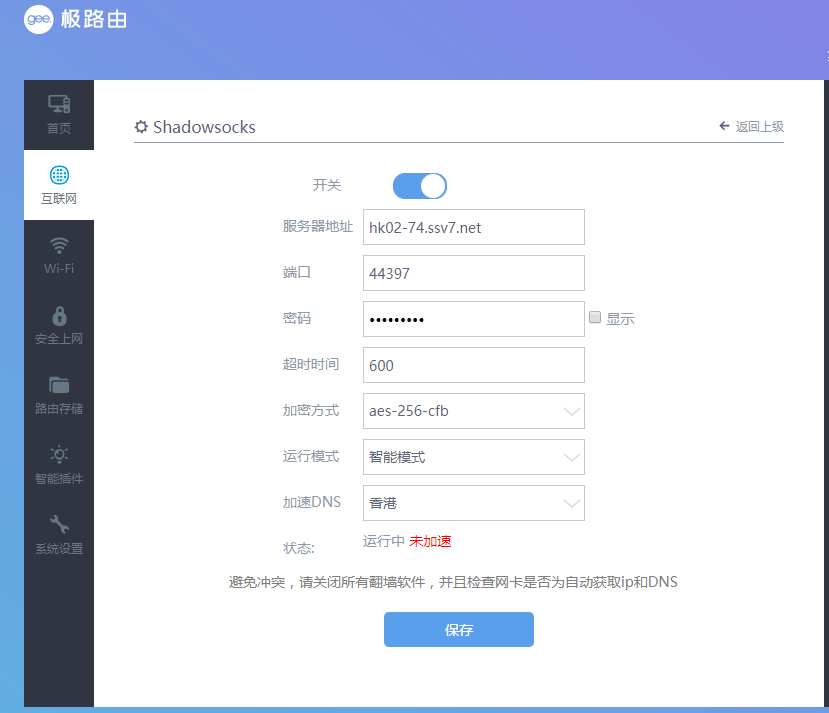 gee. 极路由
首页
互联网
Wi-Fi
安全上网
路由存储
智能插件
系统设置
Shadowsocks
返回上级
开关
服务器地址 hk02-74.ssv7.net
端口 44397
密码 ••••••••• 显示
超时时间 600
加密方式 aes-256-cfb
运行模式 智能模式
加速DNS 香港
状态: 运行中 未加速
避免冲突，请关闭所有翻墙软件，并且检查网卡是否为自动获取ip和DNS
保存